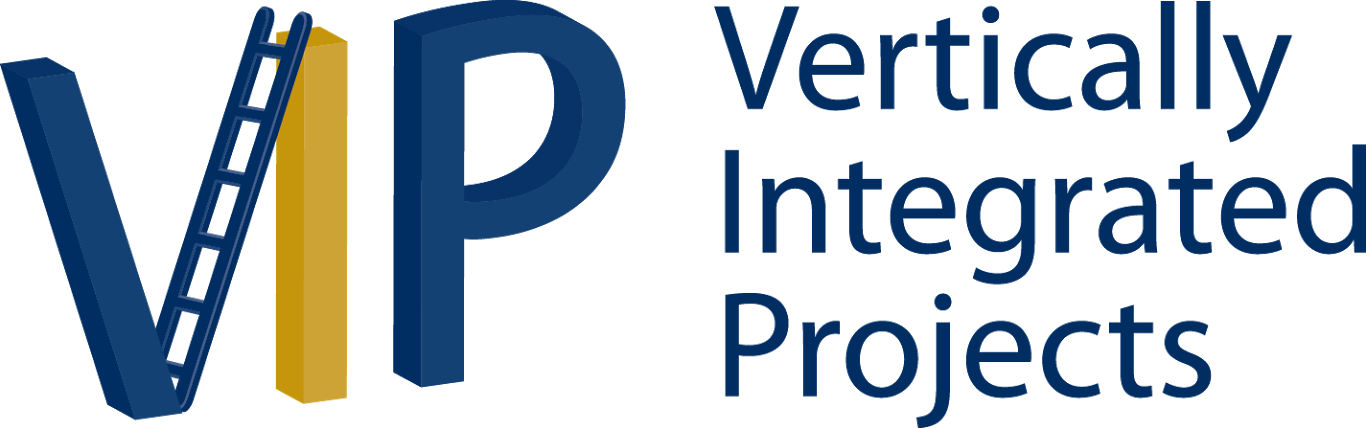 VIP
Vertically
Integrated
Projects